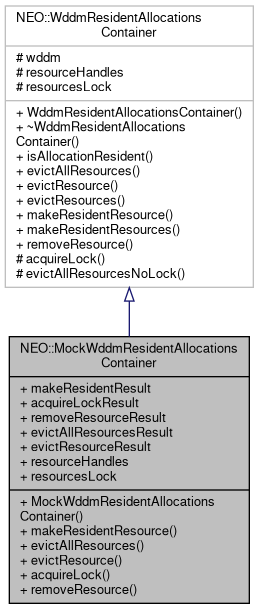 NEO::WddmResidentAllocations
Container
# wddm
# resourceHandles
# resourcesLock
+ WddmResidentAllocationsContainer()
+ ~WddmResidentAllocations
Container()
+ isAllocationResident()
+ evictAllResources()
+ evictResource()
+ evictResources()
+ makeResidentResource()
+ makeResidentResources()
+ removeResource()
# acquireLock()
# evictAllResourcesNoLock()
NEO::MockWddmResidentAllocations
Container
+ makeResidentResult
+ acquireLockResult
+ removeResourceResult
+ evictAllResourcesResult
+ evictResourceResult
+ resourceHandles
+ resourcesLock
+ MockWddmResidentAllocations
Container()
+ makeResidentResource()
+ evictAllResources()
+ evictResource()
+ acquireLock()
+ removeResource()